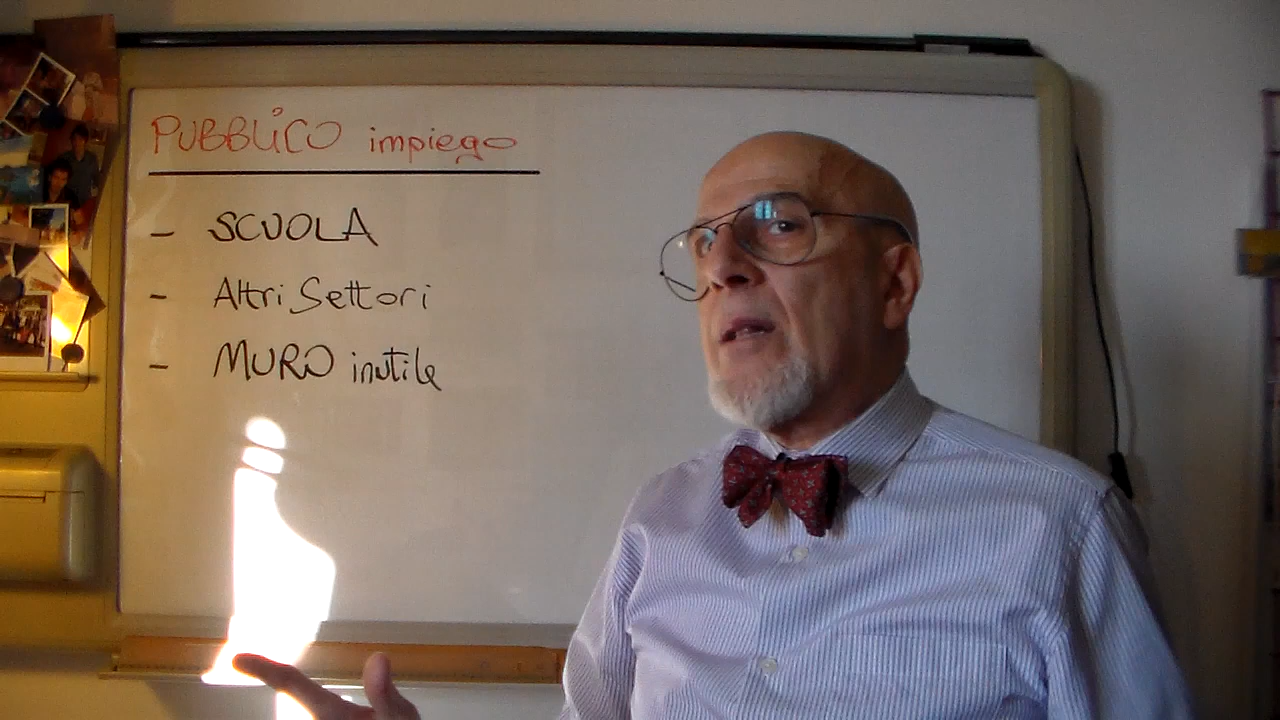 PUBBLICO impiego
- SCUOLA
- Altri Settori
- MURO inutile